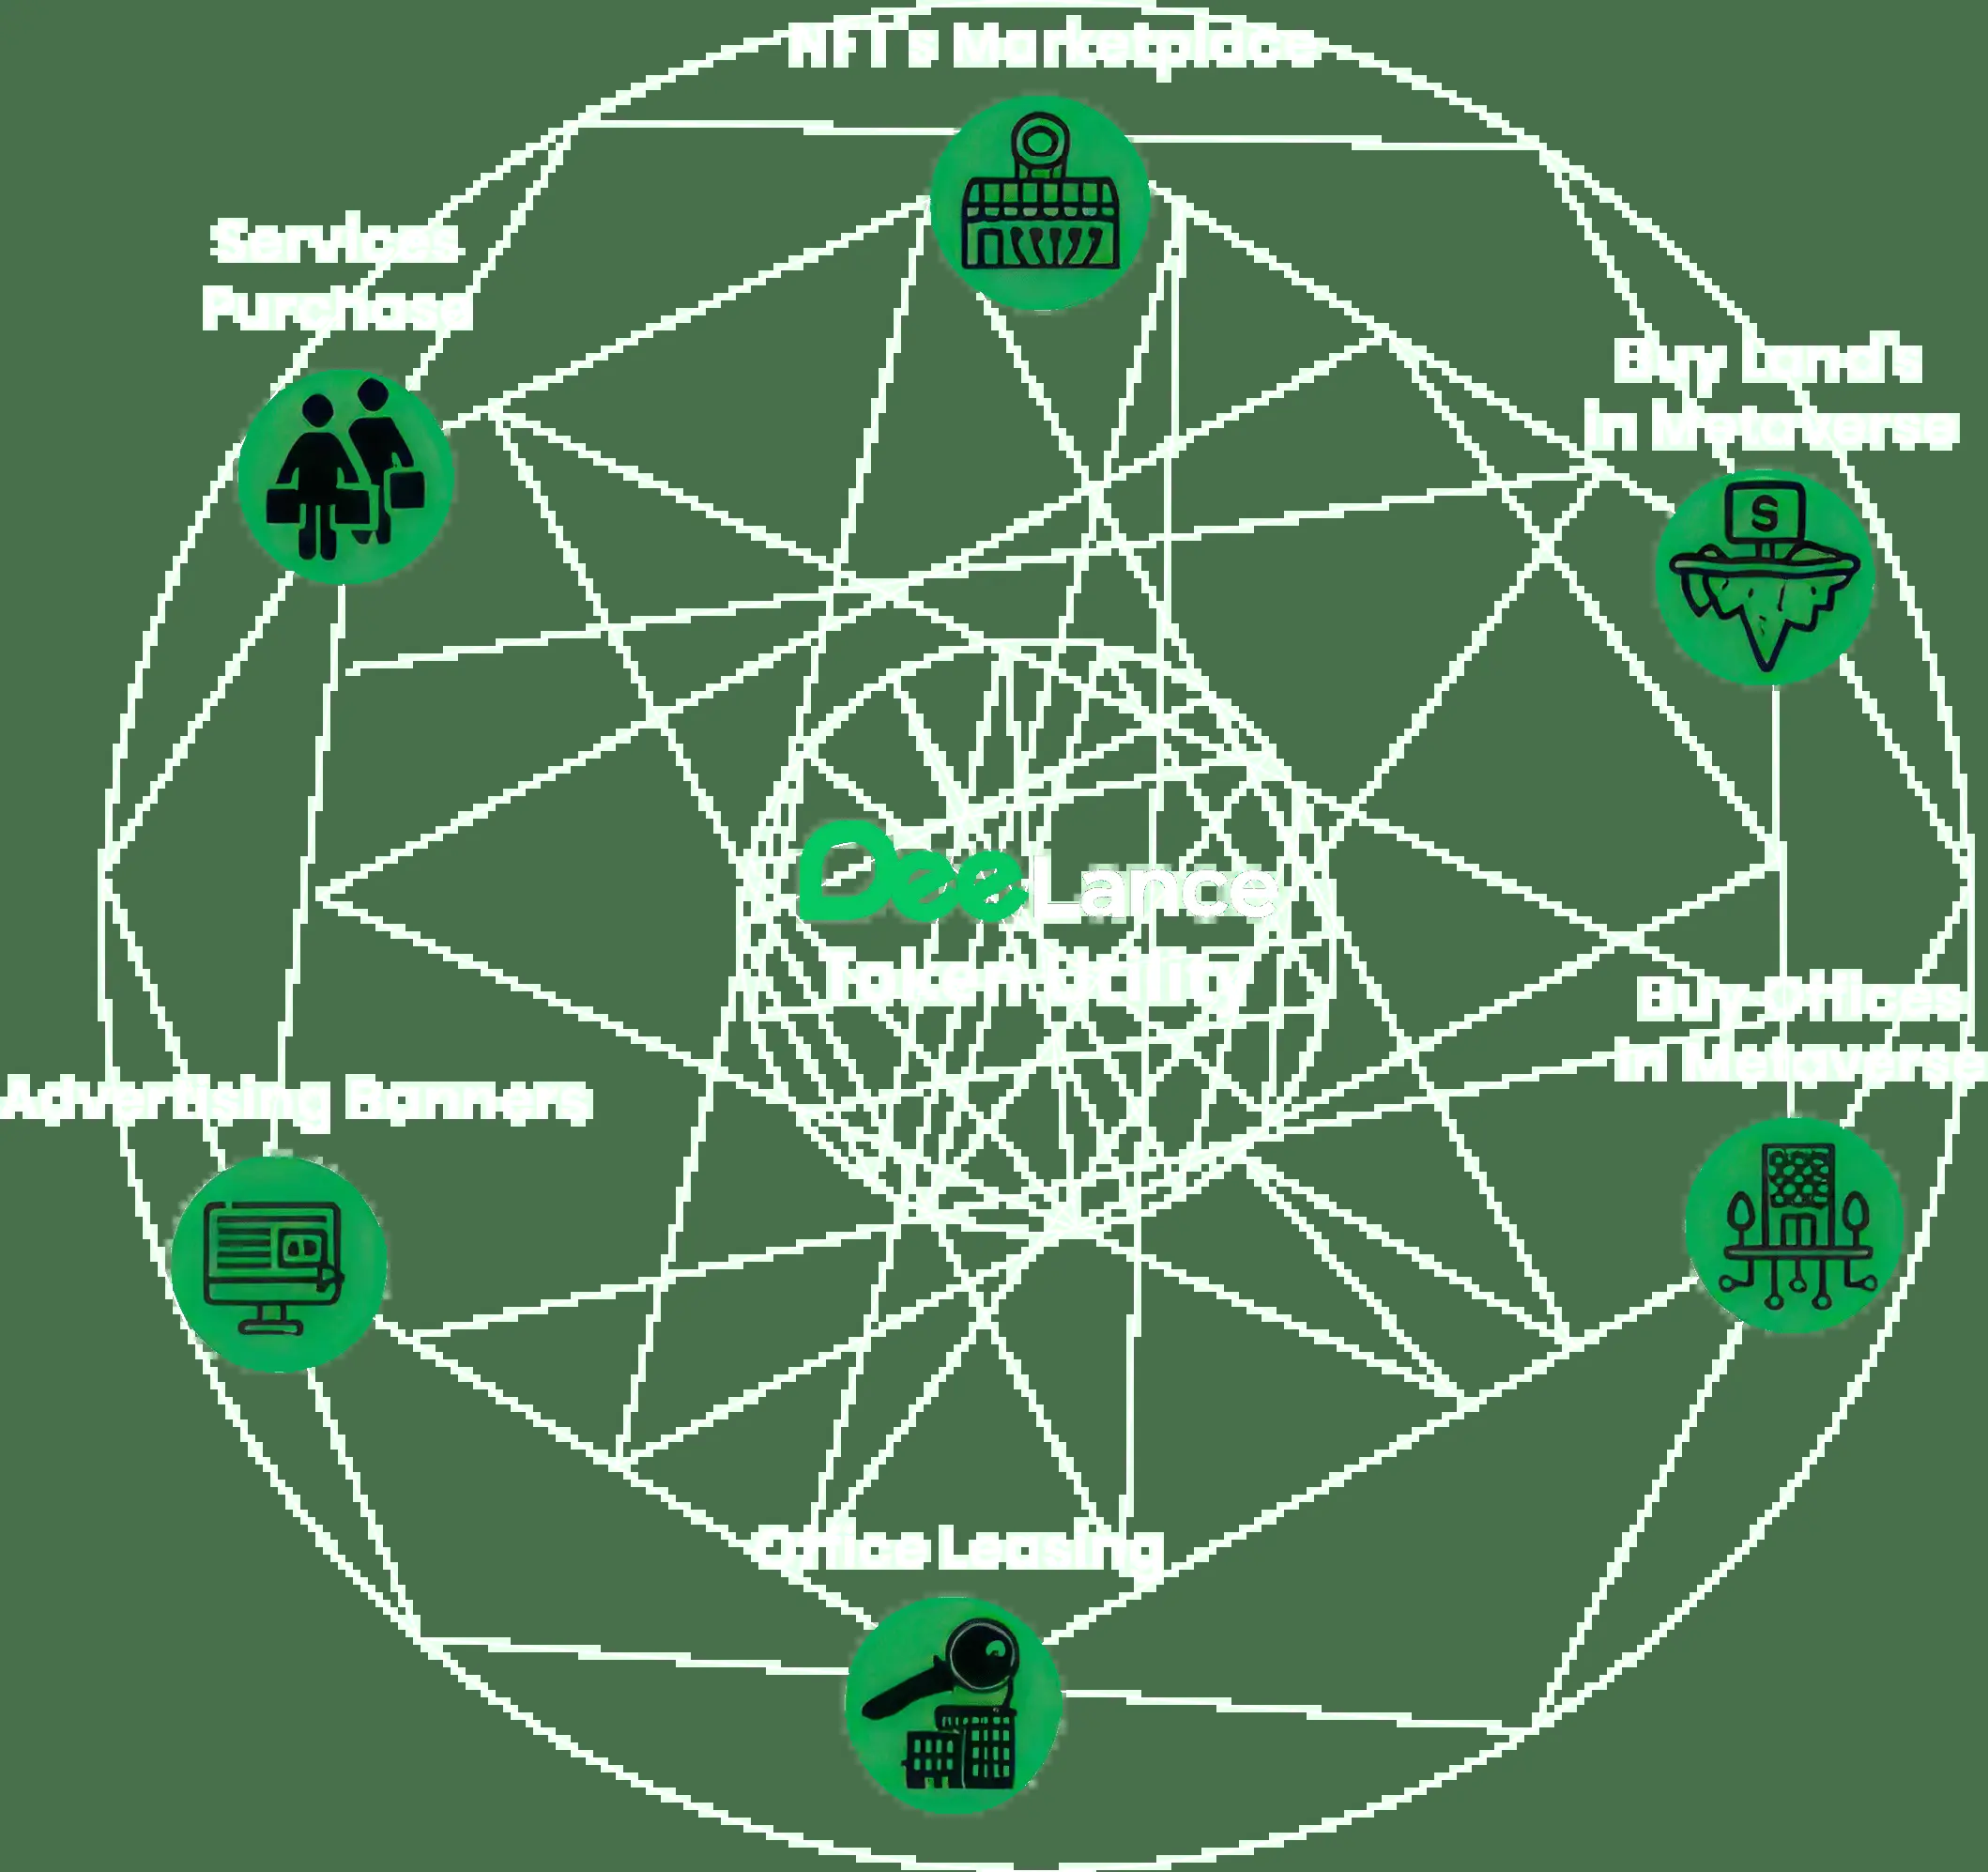 NFT's Marketplace
Services
Purchase
Buy Land's
In Metaverse
S
DeeLance
Token Utility
Buy Offices
In Metaverse
Advertising Banners
Office Leasing